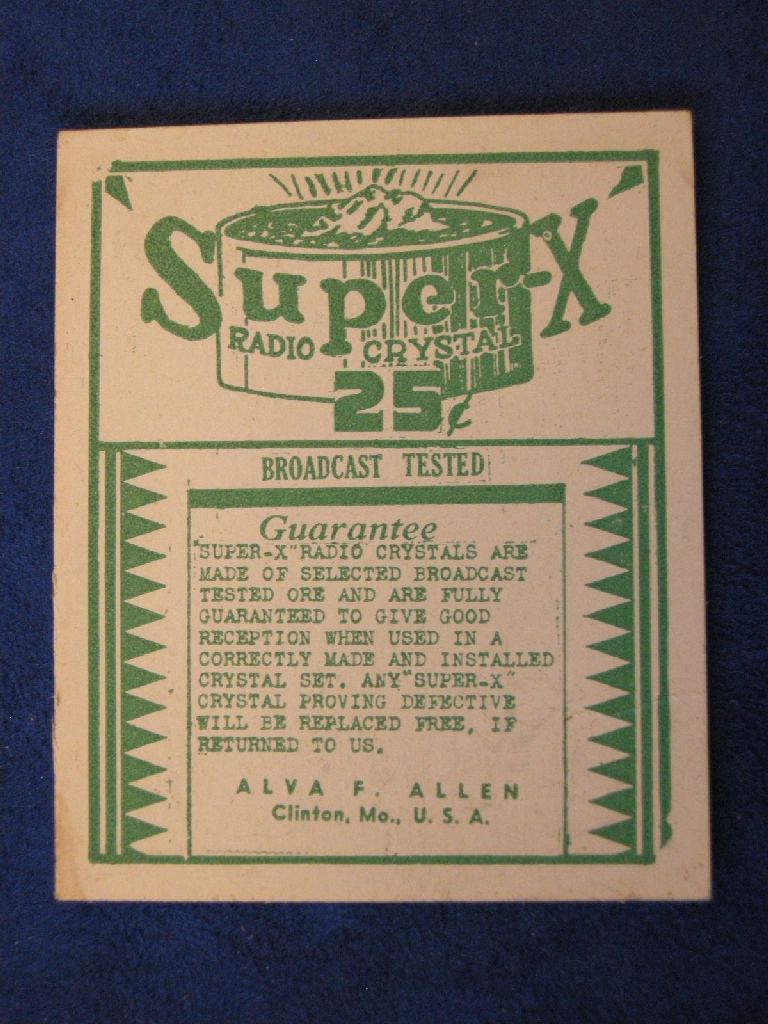 Super-X
RADIO CRYSTAL
25¢
BROADCAST TESTED
Guarantee
"SUPER-X" RADIO CRYSTALS ARE
MADE OF SELECTED BROADCAST
TESTED ORE AND ARE FULLY
GUARANTEED TO GIVE GOOD
RECEPTION WHEN USED IN A
CORRECTLY MADE AND INSTALLED
CRYSTAL SET. ANY "SUPER-X"
CRYSTAL PROVING DEFECTIVE
WILL BE REPLACED FREE, IF
RETURNED TO US.
ALVA F. ALLEN
Clinton, Mo., U. S. A.